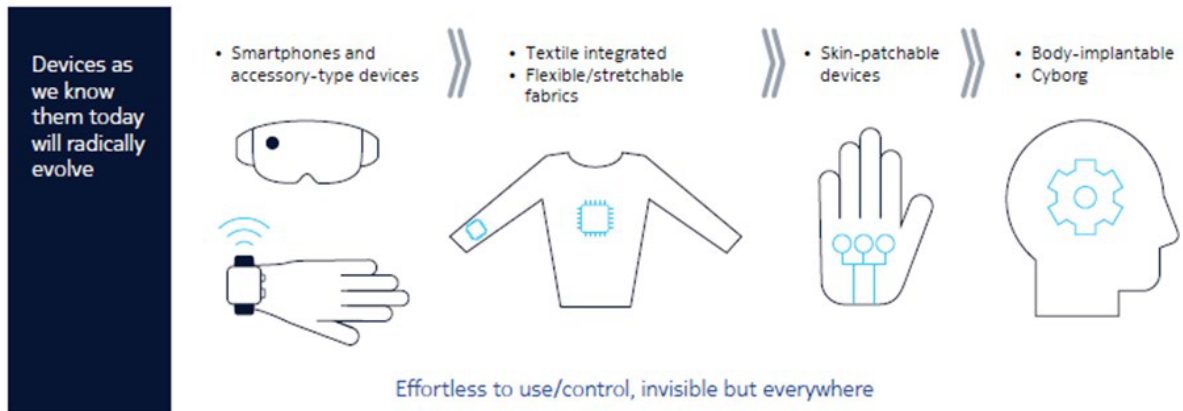 Devices as
we know
them today
will radically
evolve
• Smartphones and
accessory-type devices
• Textile integrated
• Flexible/stretchable
fabrics
• Skin-patchable
devices
• Body-implantable
• Cyborg
Effortless to use/control, invisible but everywhere